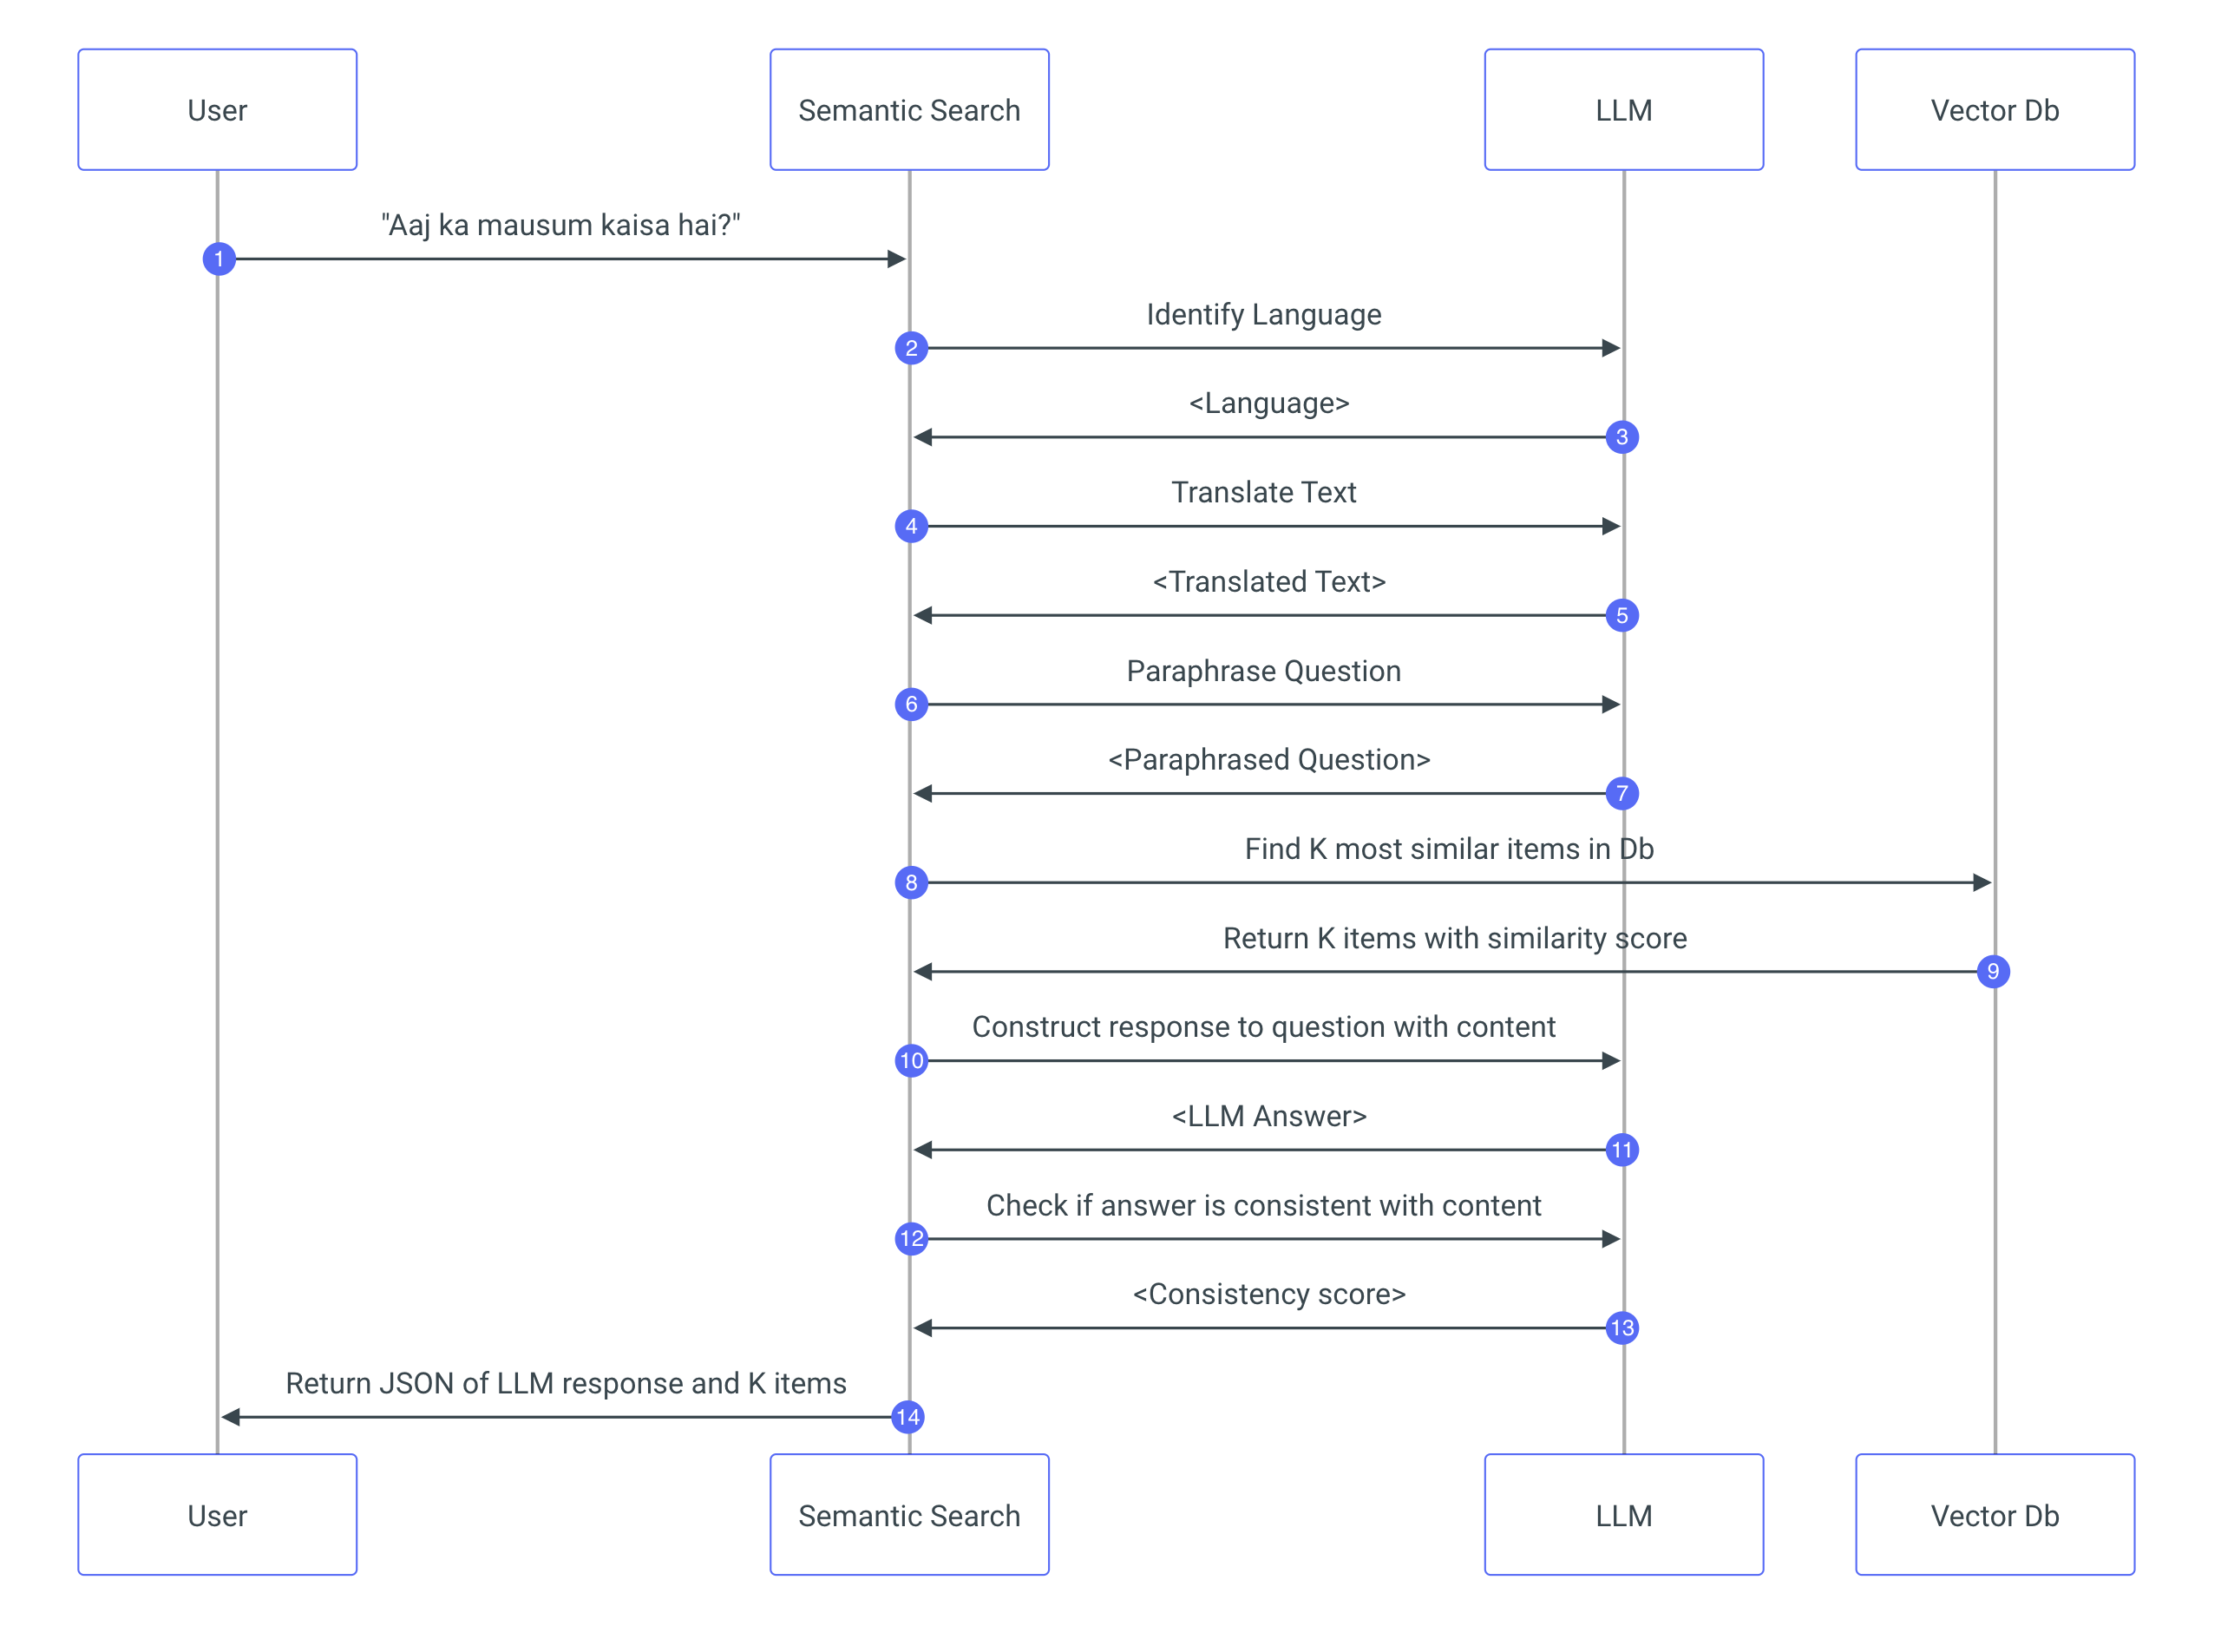 User
Semantic Search
LLM
Vector Db
"Aaj ka mausum kaisa hai?"
1
Identify Language
2
<Language>
3
Translate Text
4
<Translated Text>
5
Paraphrase Question
6
<Paraphrased Question>
7
Find K most similar items in Db
8
Return K items with similarity score
9
Construct response to question with content
10
<LLM Answer>
11
Check if answer is consistent with content
12
<Consistency score>
13
Return JSON of LLM response and K items
14
User
Semantic Search
LLM
Vector Db